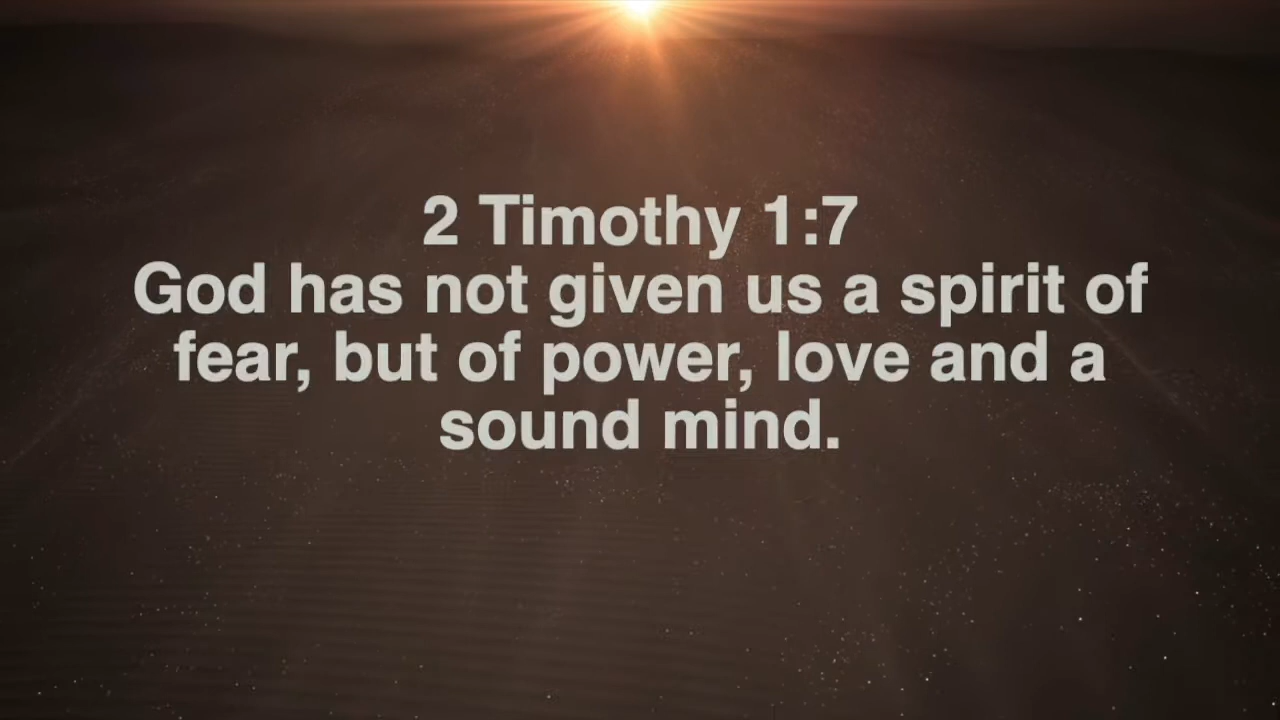 2 Timothy 1:7
God has not given us a spirit of
fear, but of power, love and a
sound mind.